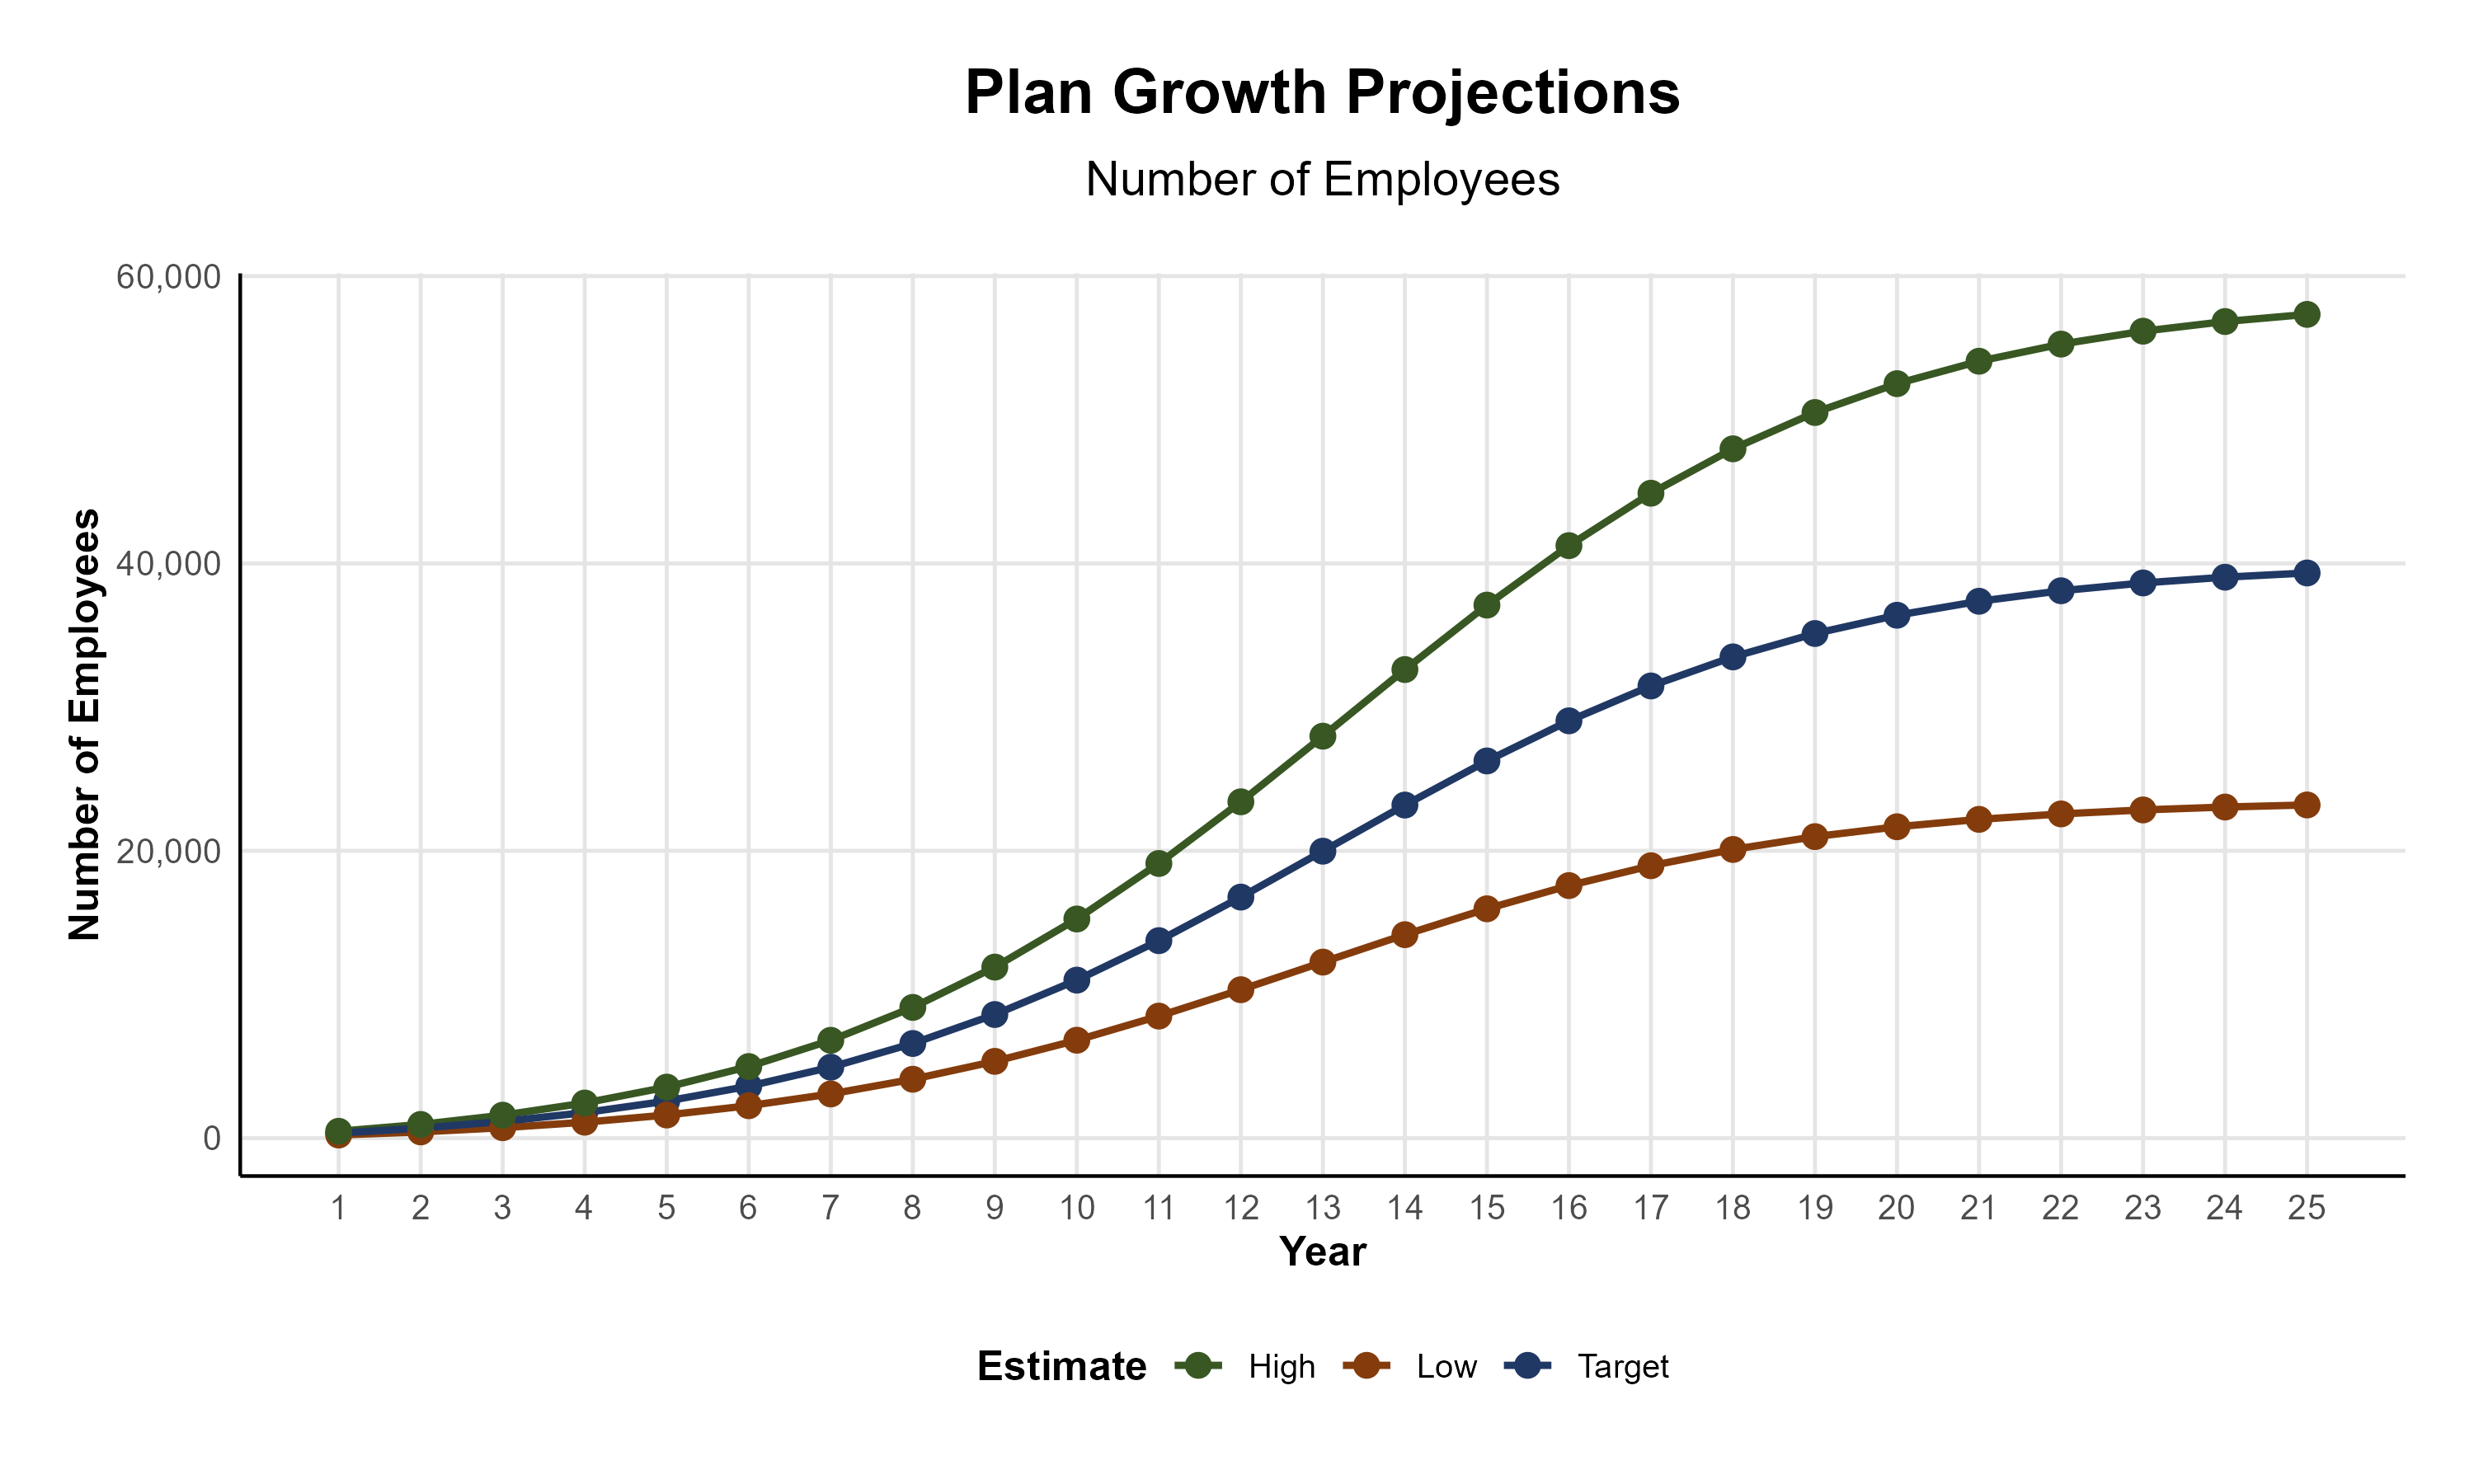 Plan Growth Projections
Number of Employees
60,000
40,000
20,000
0
Number of Employees
1 2 3 4 5 6 7 8 9 10 11 12 13 14 15 16 17 18 19 20 21 22 23 24 25
Year
Estimate High Low Target